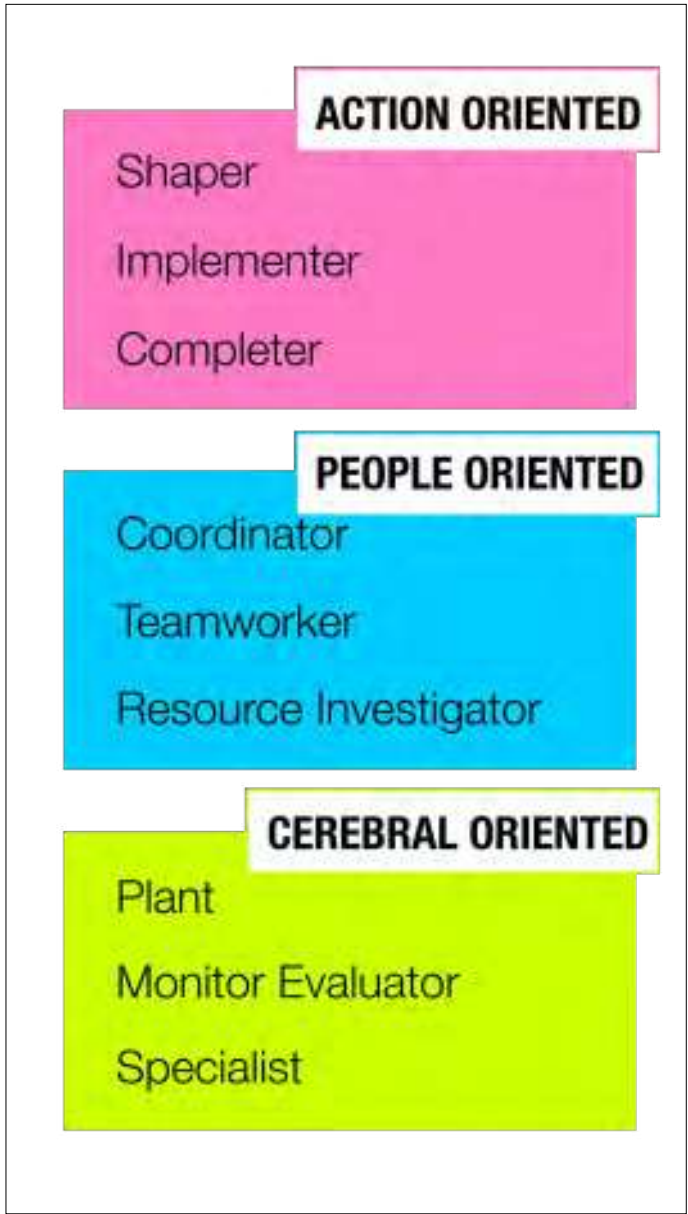 ACTION ORIENTED
Shaper
Implementer
Completer
PEOPLE ORIENTED
Coordinator
Teamworker
Resource Investigator
CEREBRAL ORIENTED
Plant
Monitor Evaluator
Specialist